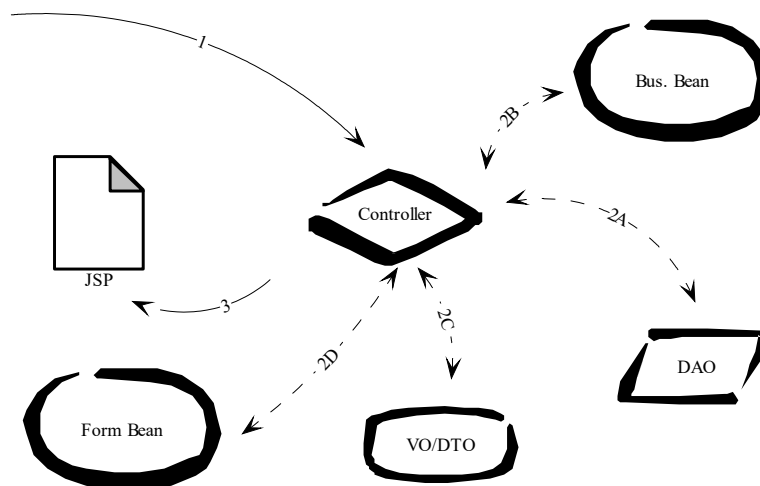 1
Bus. Bean
2B
Controller
2A
JSP
3
2C
2D
DAO
Form Bean
VO/DTO